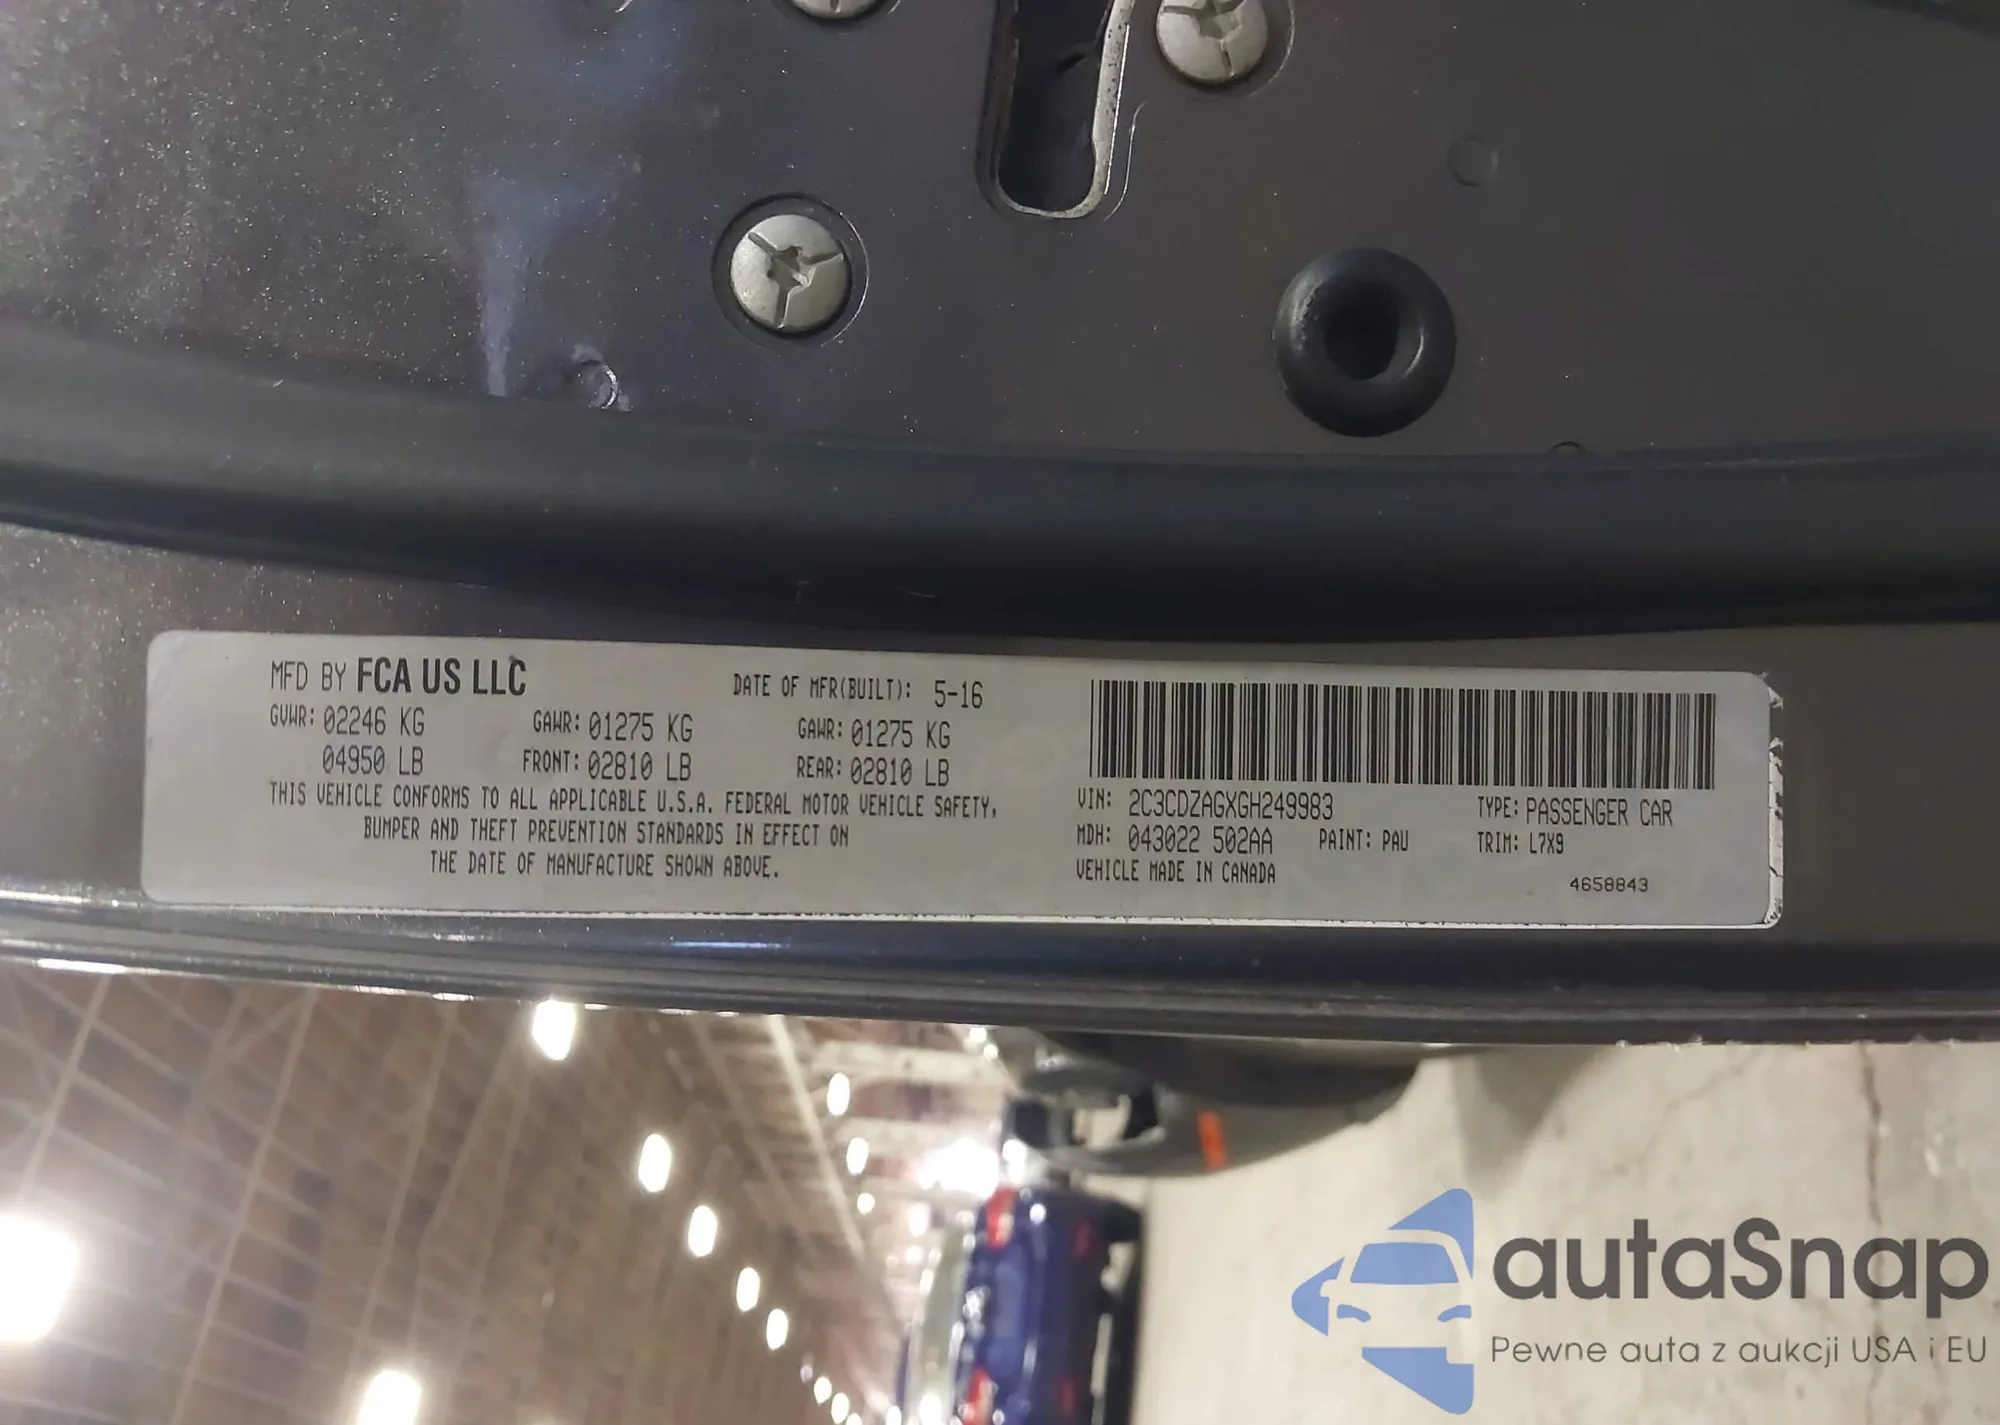 MFD BY FCA US LLC
DATE OF MFR(BUILT): 5-16
GVWR: 02246 KG
GAWR: 01275 KG
GAWR: 01275 KG
04950 LB
FRONT: 02810 LB
REAR: 02810 LB
THIS VEHICLE CONFORMS TO ALL APPLICABLE U.S.A. FEDERAL MOTOR VEHICLE SAFETY,
BUMPER AND THEFT PREVENTION STANDARDS IN EFFECT ON
THE DATE OF MANUFACTURE SHOWN ABOVE.
VIN: 2C3CDZAGXGH249983
TYPE: PASSENGER CAR
MDH: 043022 502AA
PAINT: PAU
TRIM: L7X9
VEHICLE MADE IN CANADA
4658843
autaSnap
Pewne auta z aukcji USA i EU